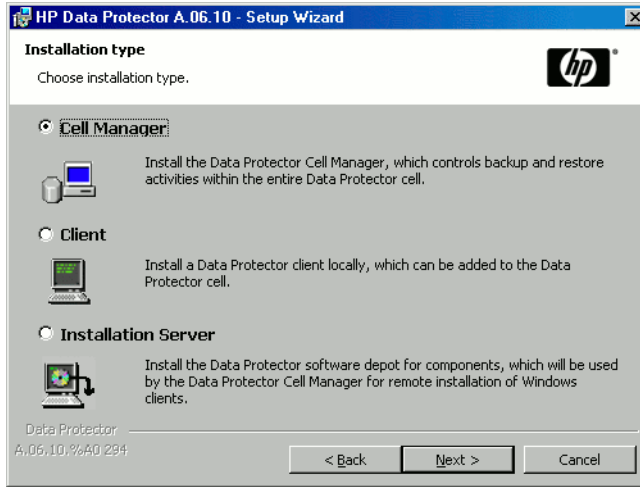 HP Data Protector A.06.10 - Setup Wizard
Installation type
Choose installation type.
hp
Cell Manager
Install the Data Protector Cell Manager, which controls backup and restore
activities within the entire Data Protector cell.
Client
Install a Data Protector client locally, which can be added to the Data
Protector cell.
Installation Server
Install the Data Protector software depot for components, which will be used
by the Data Protector Cell Manager for remote installation of Windows
clients.
Data Protector
A.06.10.%A0 294
< Back Next > Cancel